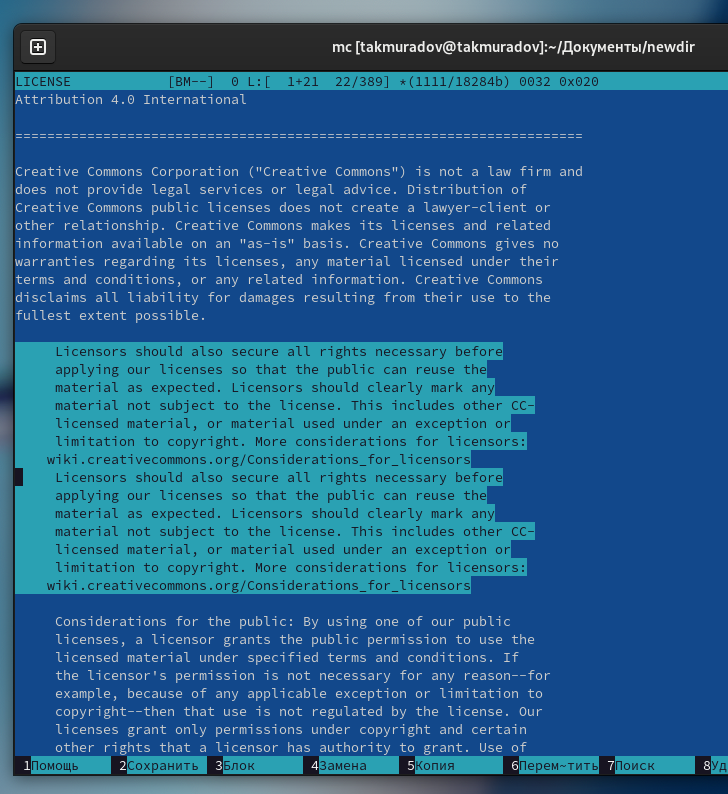 mc [takmuradov@takmuradov]:~/Документы/newdir
LICENSE            [BM--]  0 L:[  1+21  22/389] *(1111/18284b) 0032 0x020
Attribution 4.0 International
=======================================================================
Creative Commons Corporation ("Creative Commons") is not a law firm and
does not provide legal services or legal advice. Distribution of
Creative Commons public licenses does not create a lawyer-client or
other relationship. Creative Commons makes its licenses and related
information available on an "as-is" basis. Creative Commons gives no
warranties regarding its licenses, any material licensed under their
terms and conditions, or any related information. Creative Commons
disclaims all liability for damages resulting from their use to the
fullest extent possible.
Licensors should also secure all rights necessary before
applying our licenses so that the public can reuse the
material as expected. Licensors should clearly mark any
material not subject to the license. This includes other CC-
licensed material, or material used under an exception or
limitation to copyright. More considerations for licensors:
wiki.creativecommons.org/Considerations_for_licensors
Licensors should also secure all rights necessary before
applying our licenses so that the public can reuse the
material as expected. Licensors should clearly mark any
material not subject to the license. This includes other CC-
licensed material, or material used under an exception or
limitation to copyright. More considerations for licensors:
wiki.creativecommons.org/Considerations_for_licensors
Considerations for the public: By using one of our public
licenses, a licensor grants the public permission to use the
licensed material under specified terms and conditions. If
the licensor's permission is not necessary for any reason--for
example, because of any applicable exception or limitation to
copyright--then that use is not regulated by the license. Our
licenses grant only permissions under copyright and certain
other rights that a licensor has authority to grant. Use of
1Помощь 2Сохранить 3Блок 4Замена 5Копия 6Перем~тить 7Поиск 8Уд